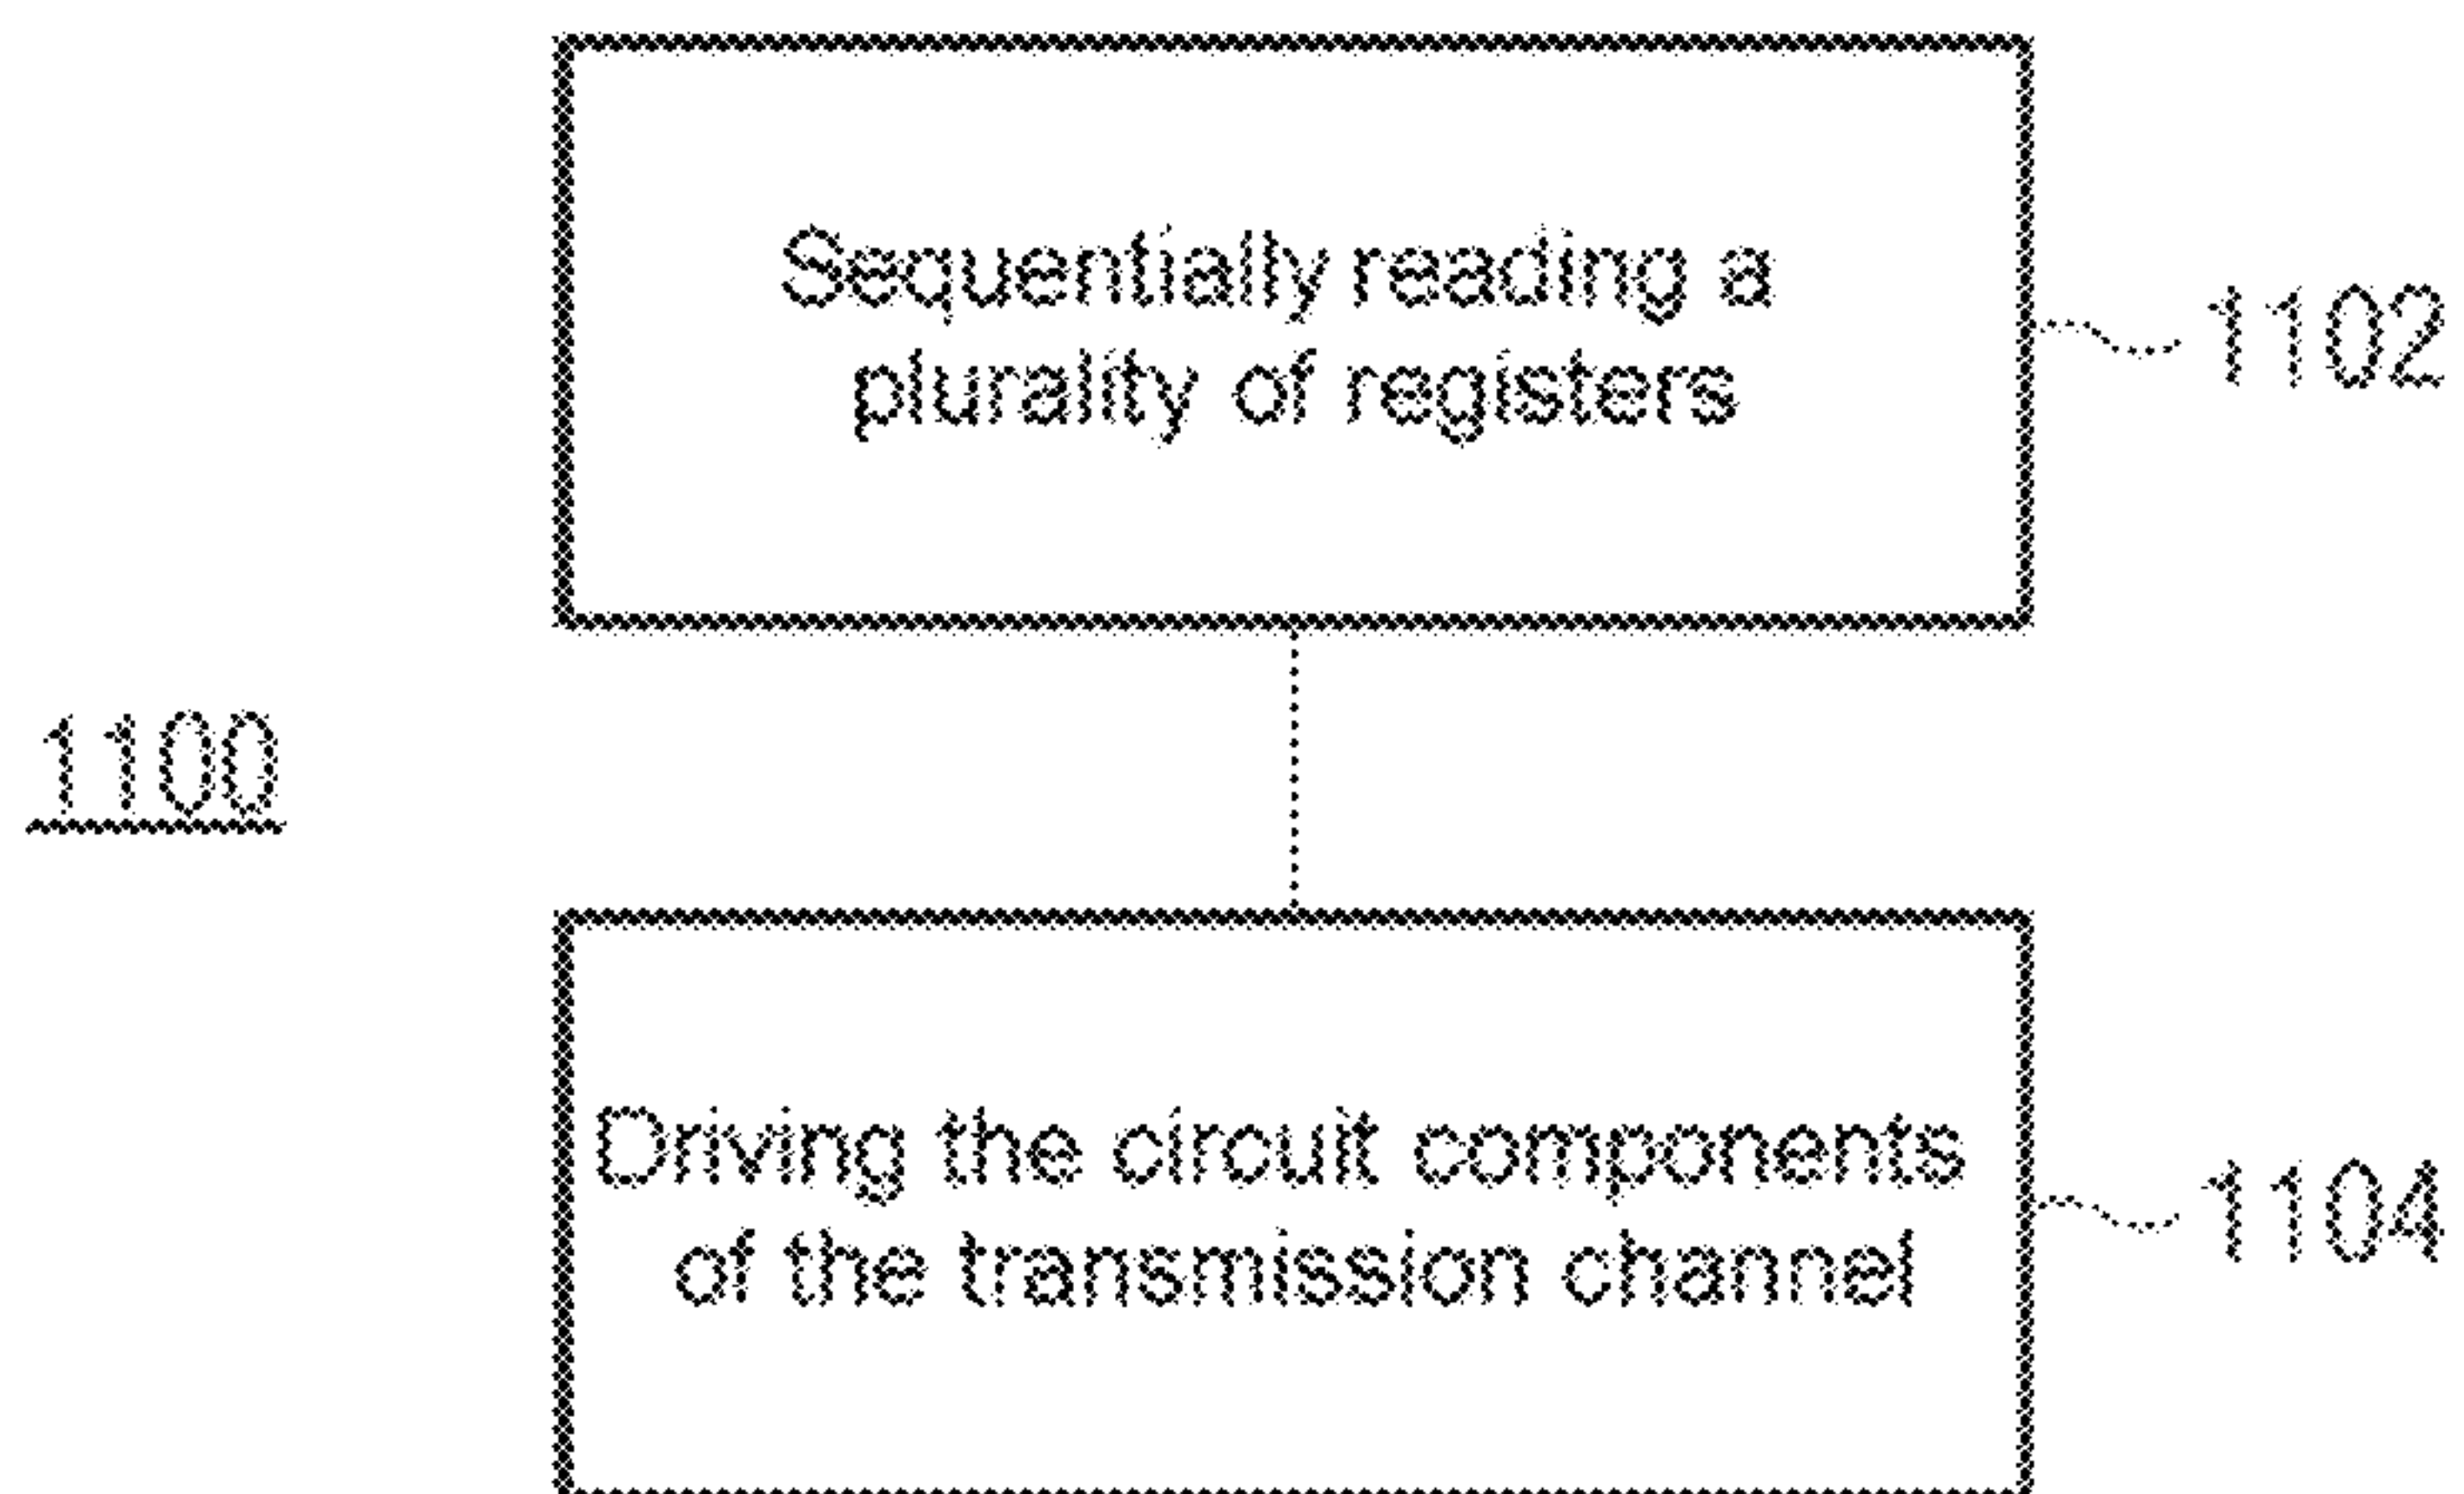 Sequentially reading a
plurality of registers
1102
1100
Driving the circuit components
of the transmission channel
1104